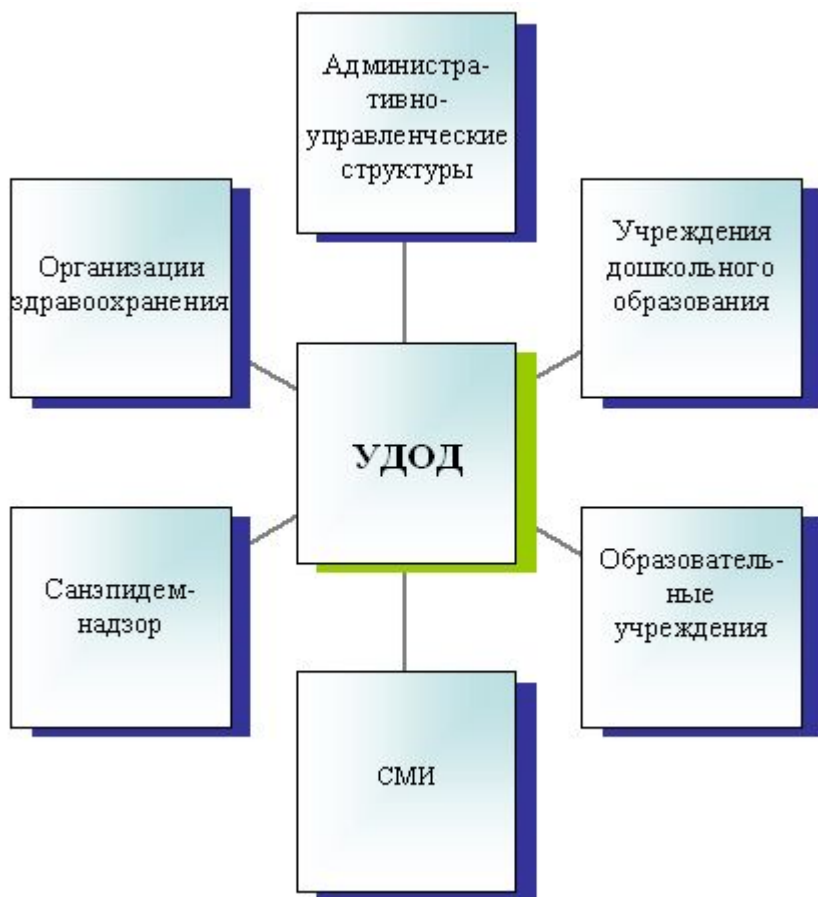 Администра-
тивно-
управленческие
структуры
Организации
здравоохранения
Учреждения
дошкольного
образования
УДОД
Санэпидем-
надзор
Образователь-
ные
учреждения
СМИ